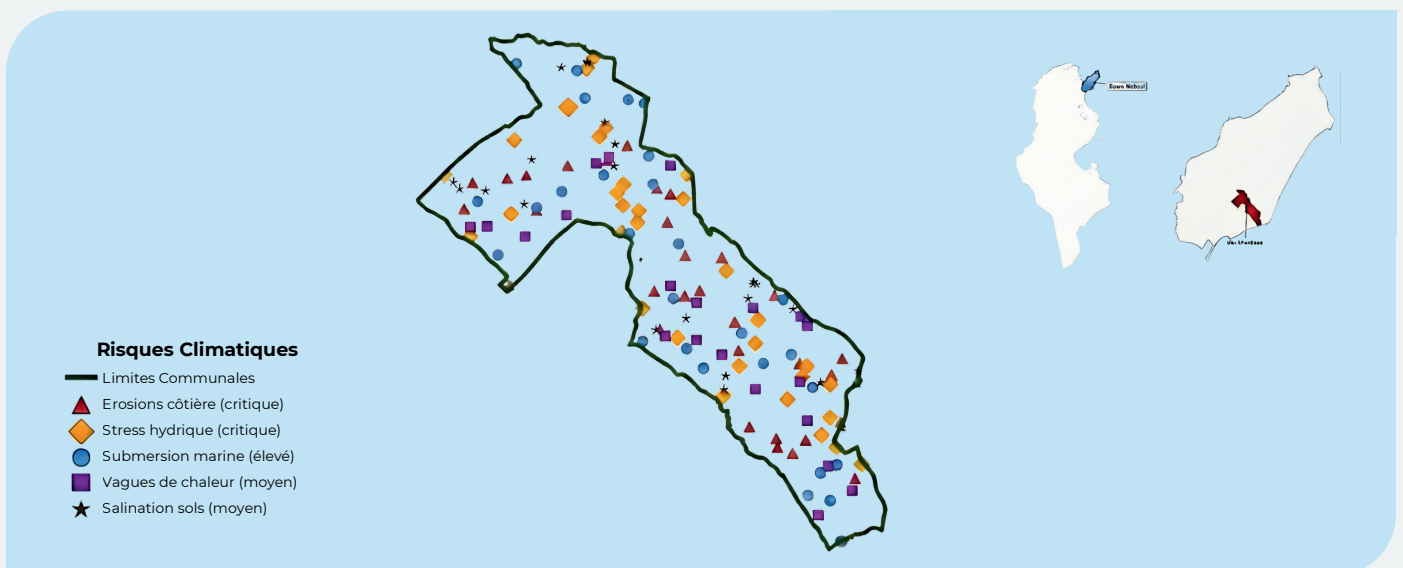 Risques Climatiques
Limites Communales
Erosions côtière (critique)
Stress hydrique (critique)
Submersion marine (élevé)
Vagues de chaleur (moyen)
Salination sols (moyen)